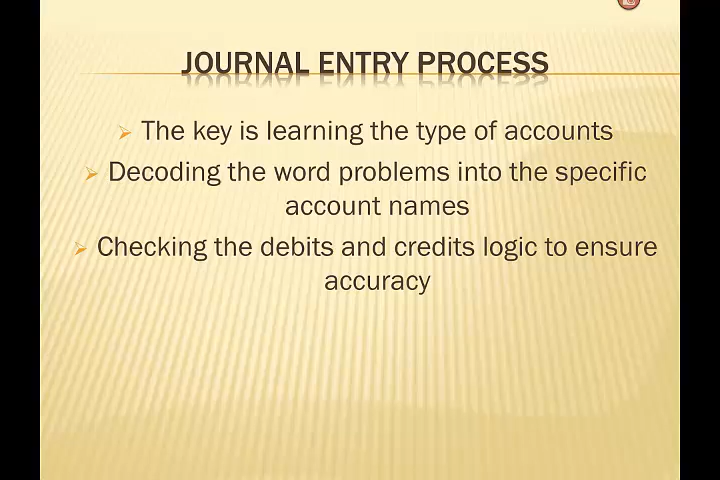 JOURNAL ENTRY PROCESS
The key is learning the type of accounts
Decoding the word problems into the specific
account names
Checking the debits and credits logic to ensure
accuracy